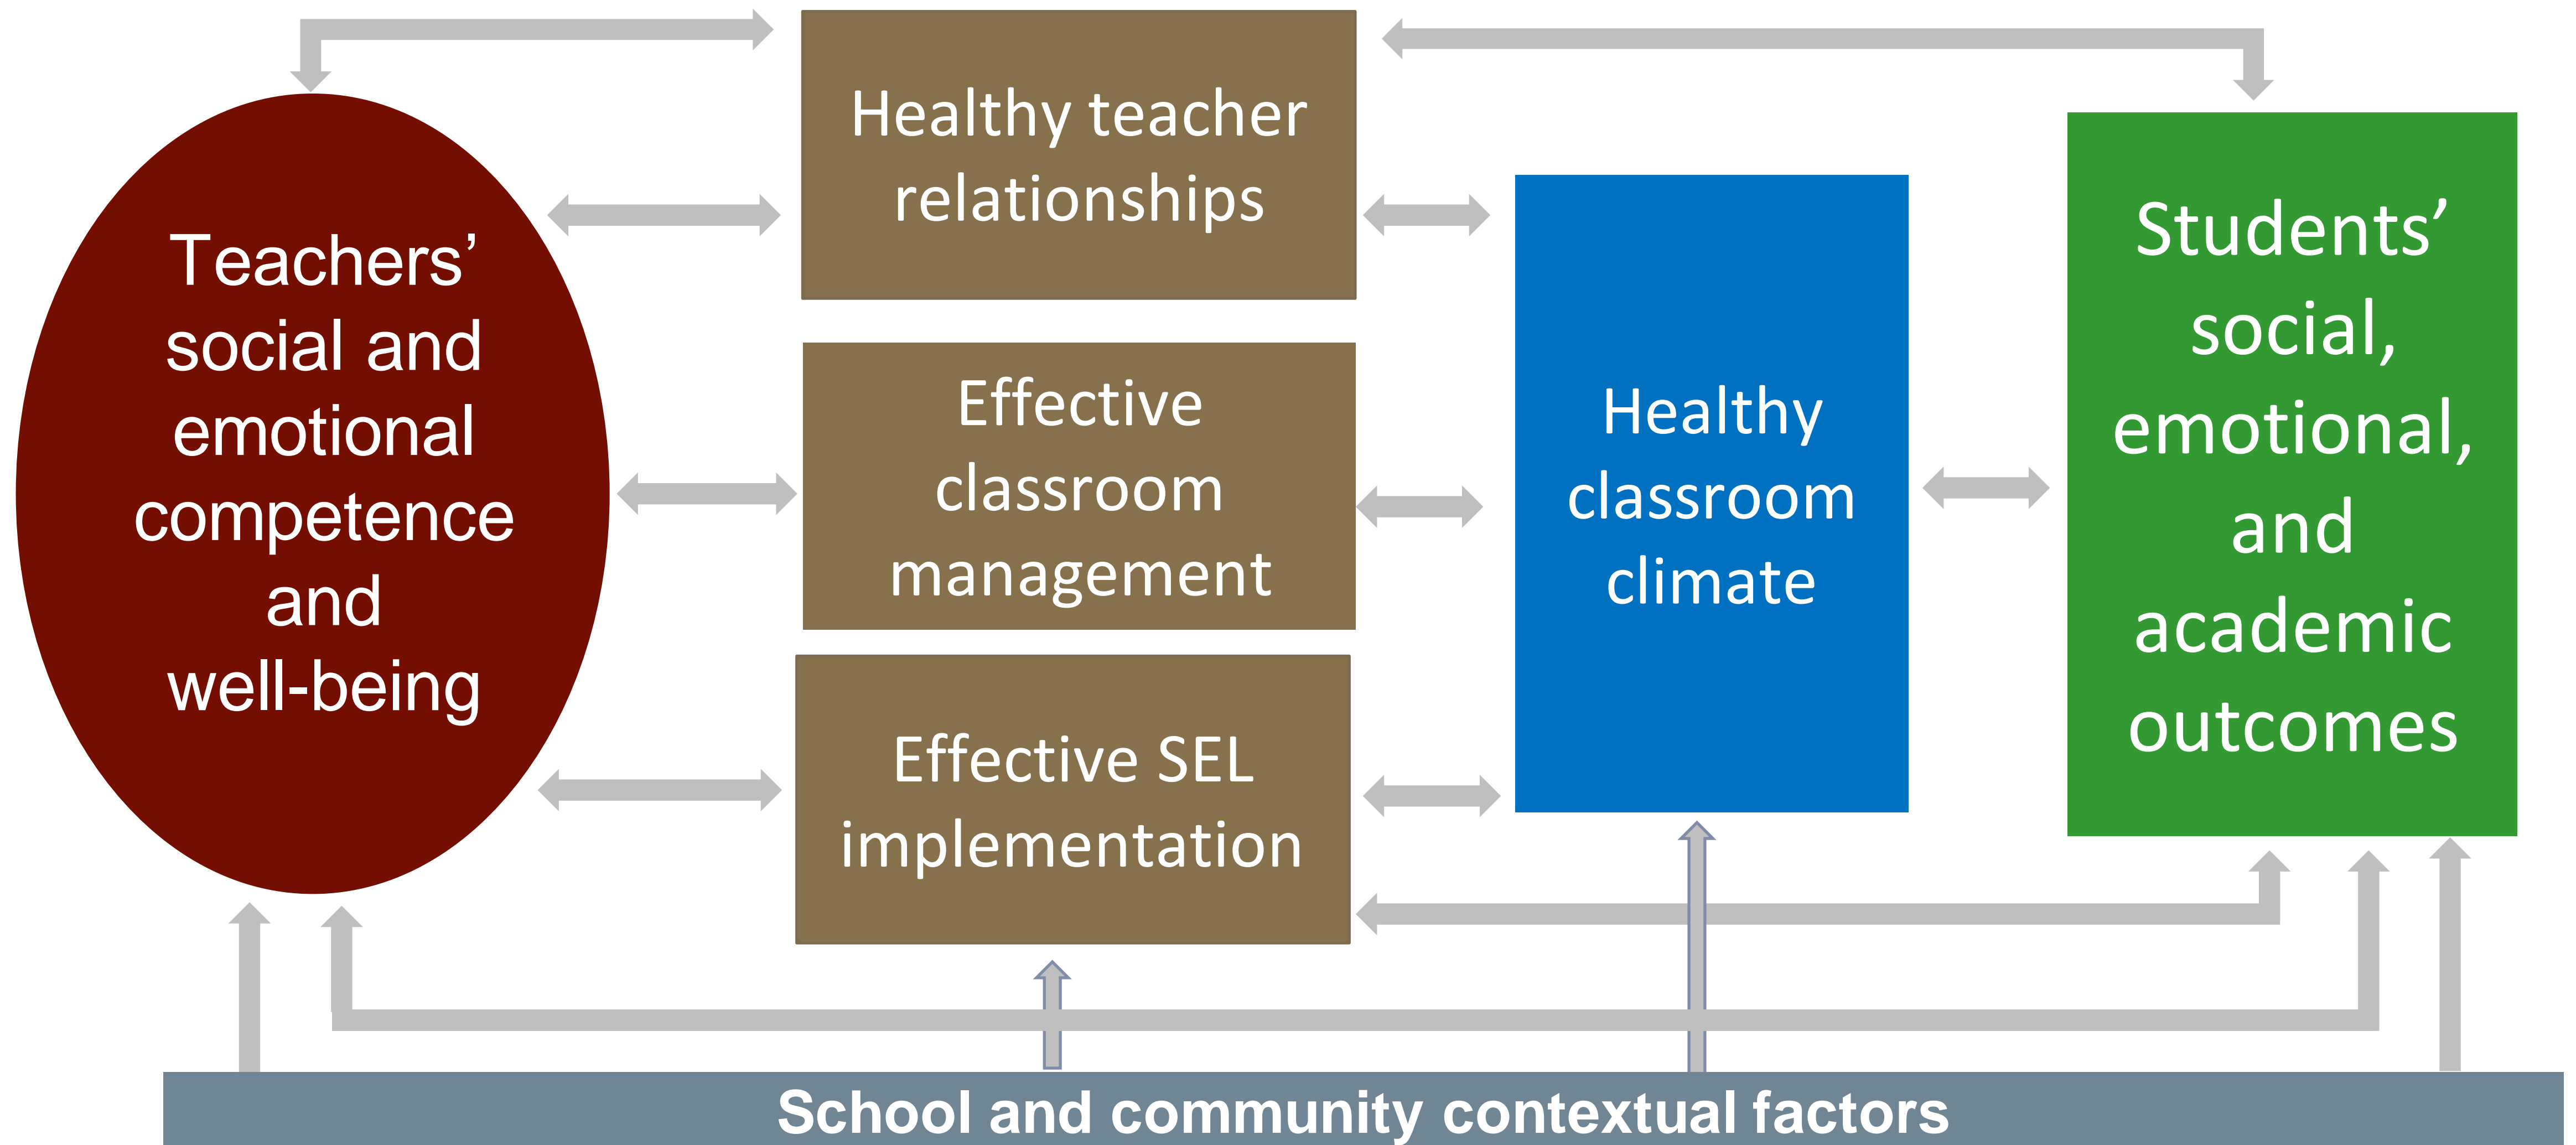 Teachers’
social and
emotional
competence
and
well-being
Healthy teacher
relationships
Effective
classroom
management
Effective SEL
implementation
Healthy
classroom
climate
Students’
social,
emotional,
and
academic
outcomes
School and community contextual factors